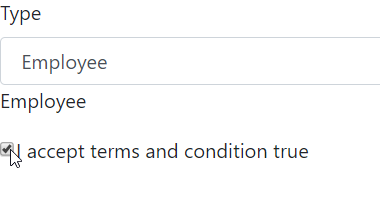 Type
Employee
Employee
I accept terms and condition true